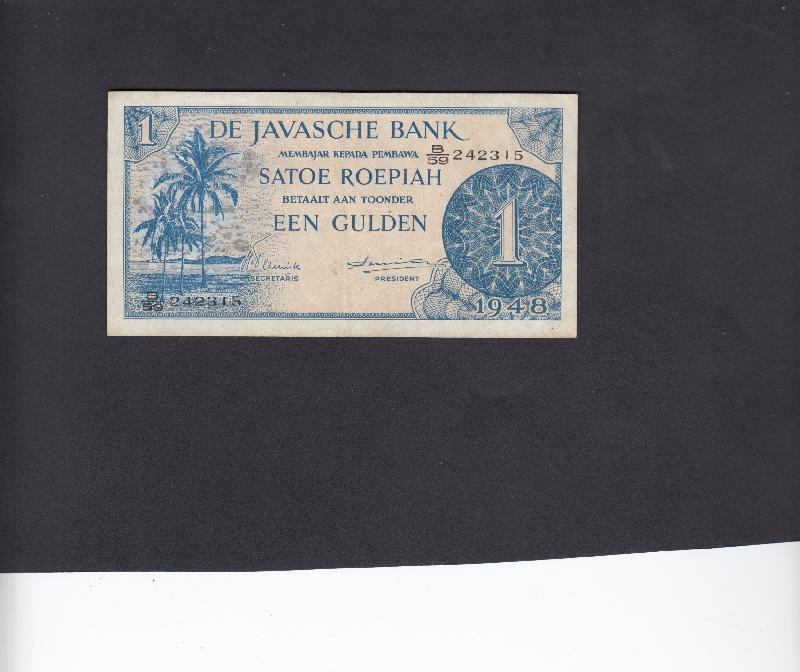 1
DE JAVASCHE BANK
MEMBAJAR KEPADA PEMBAWA
B/59 242315
SATOE ROEPIAH
BETAALT AAN TOONDER
EEN GULDEN
1
SECRETARIS
PRESIDENT
B/59 242315
1948